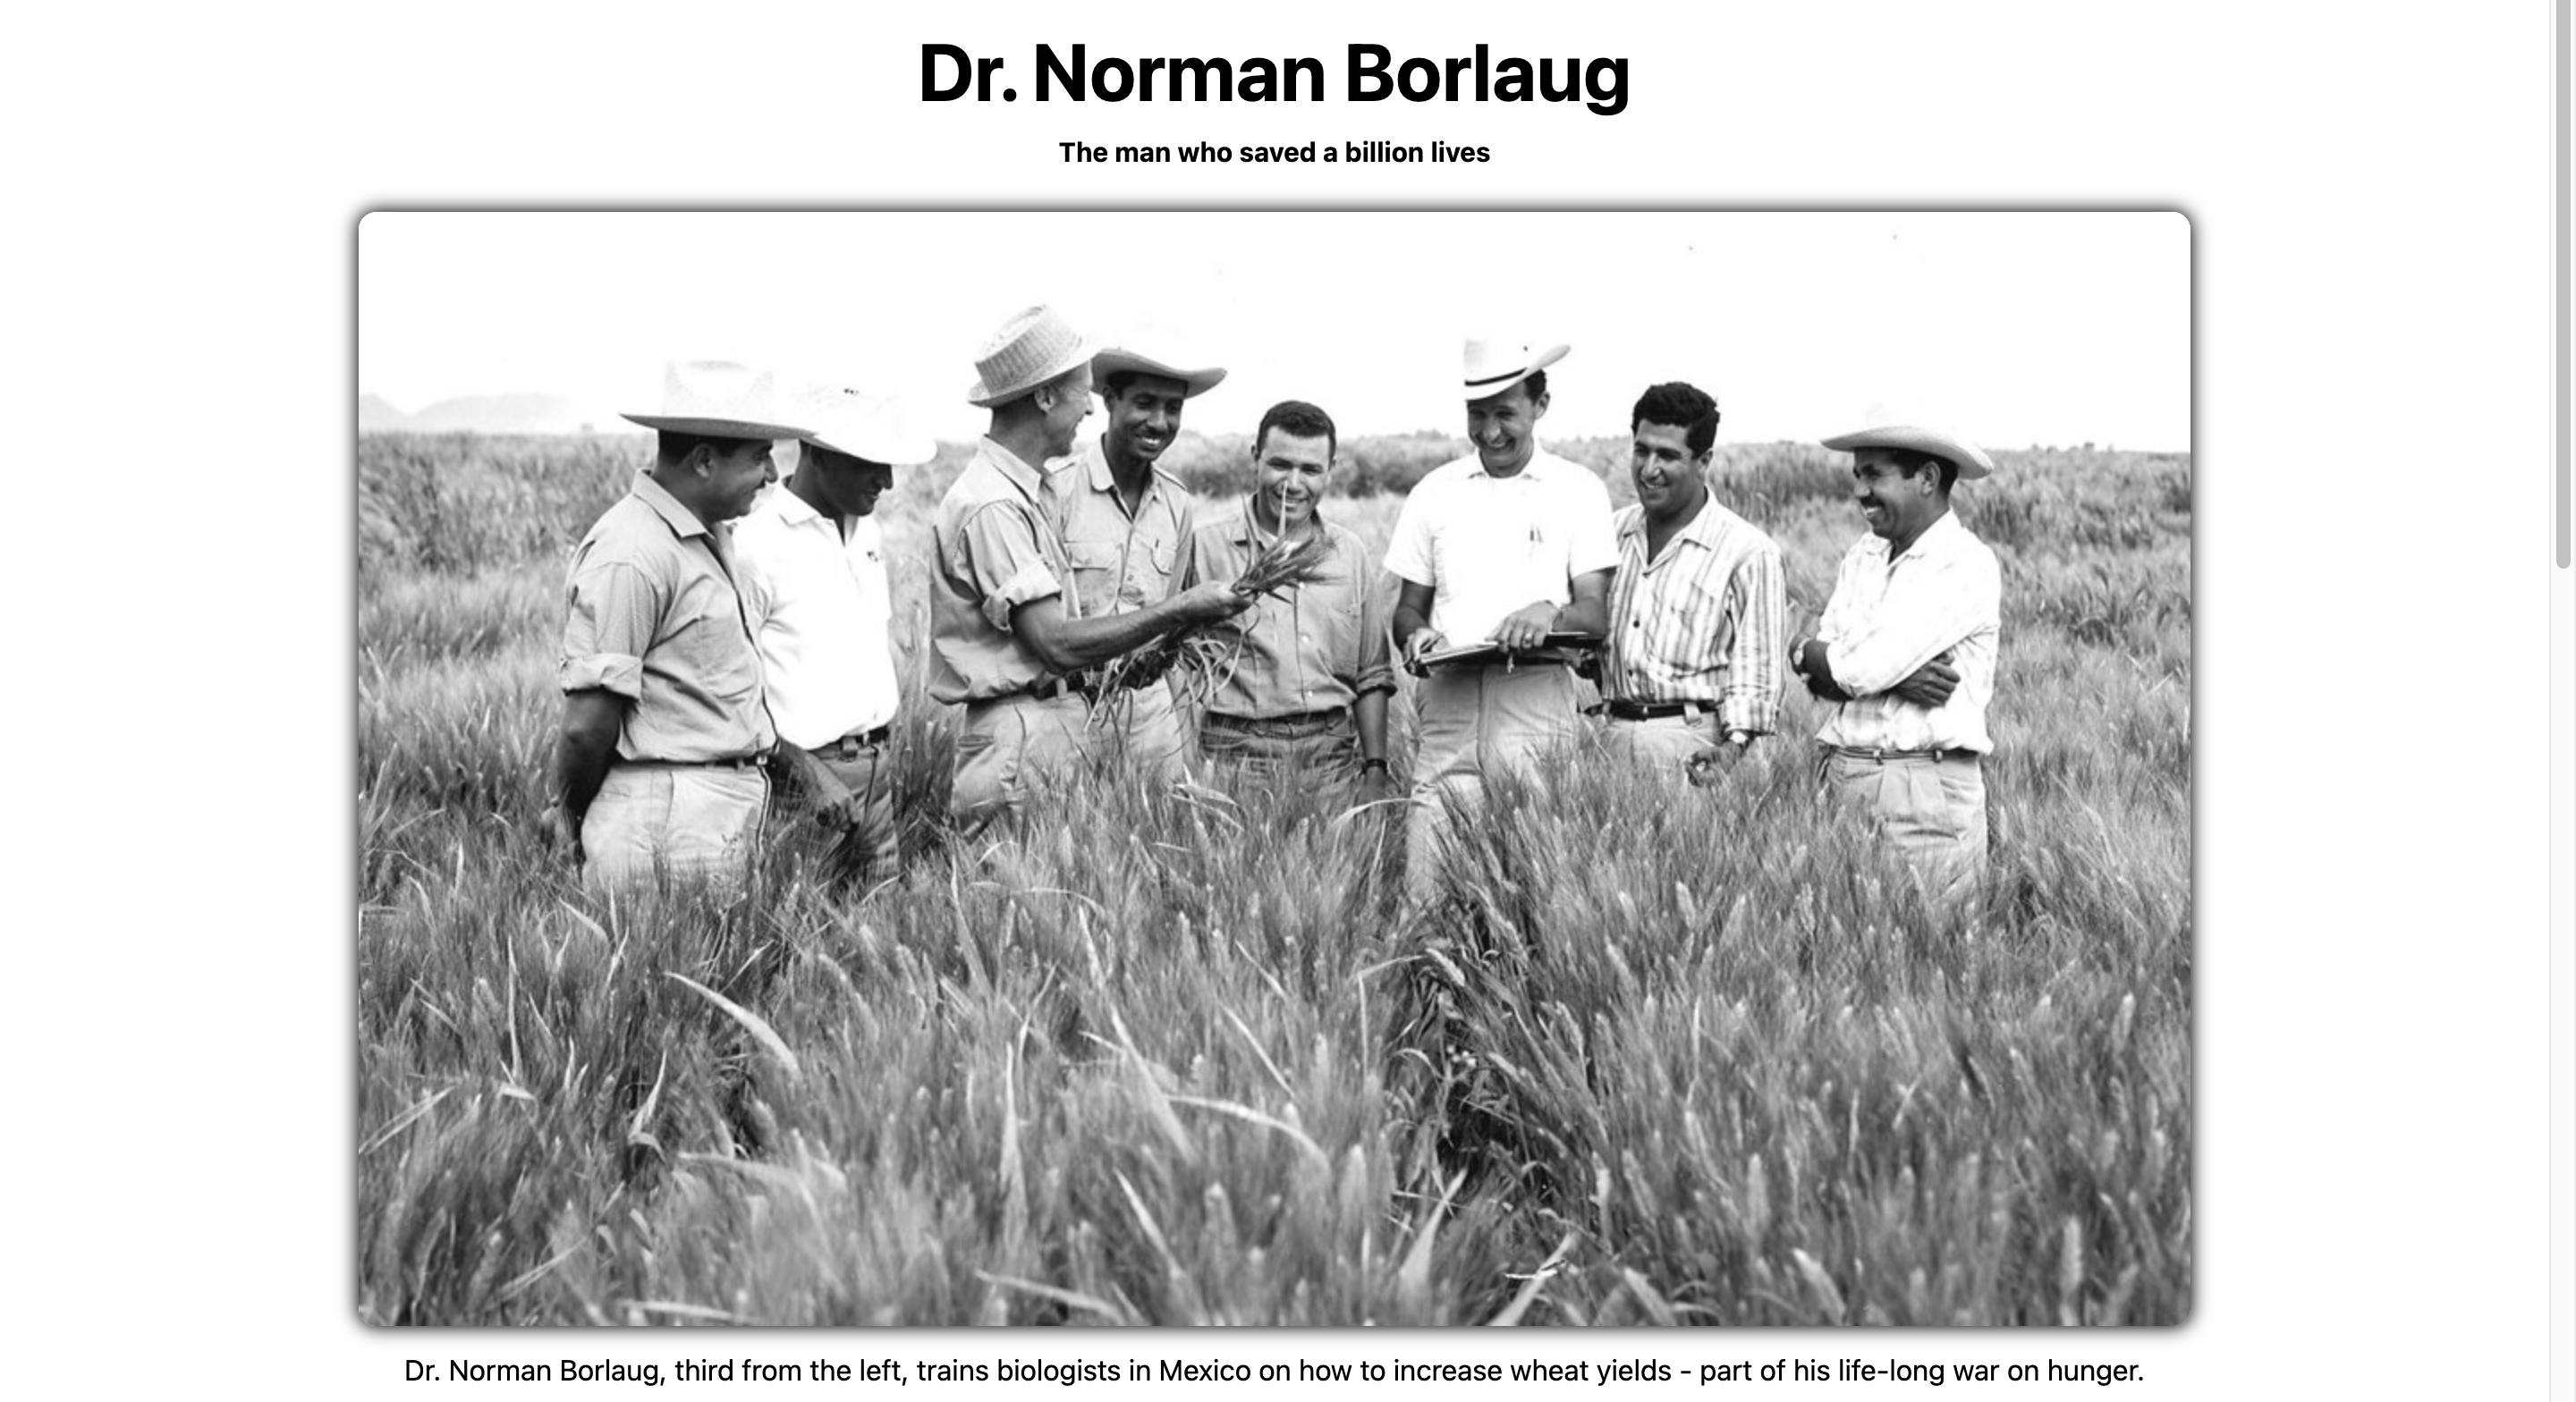 Dr. Norman Borlaug
The man who saved a billion lives
Dr. Norman Borlaug, third from the left, trains biologists in Mexico on how to increase wheat yields - part of his life-long war on hunger.